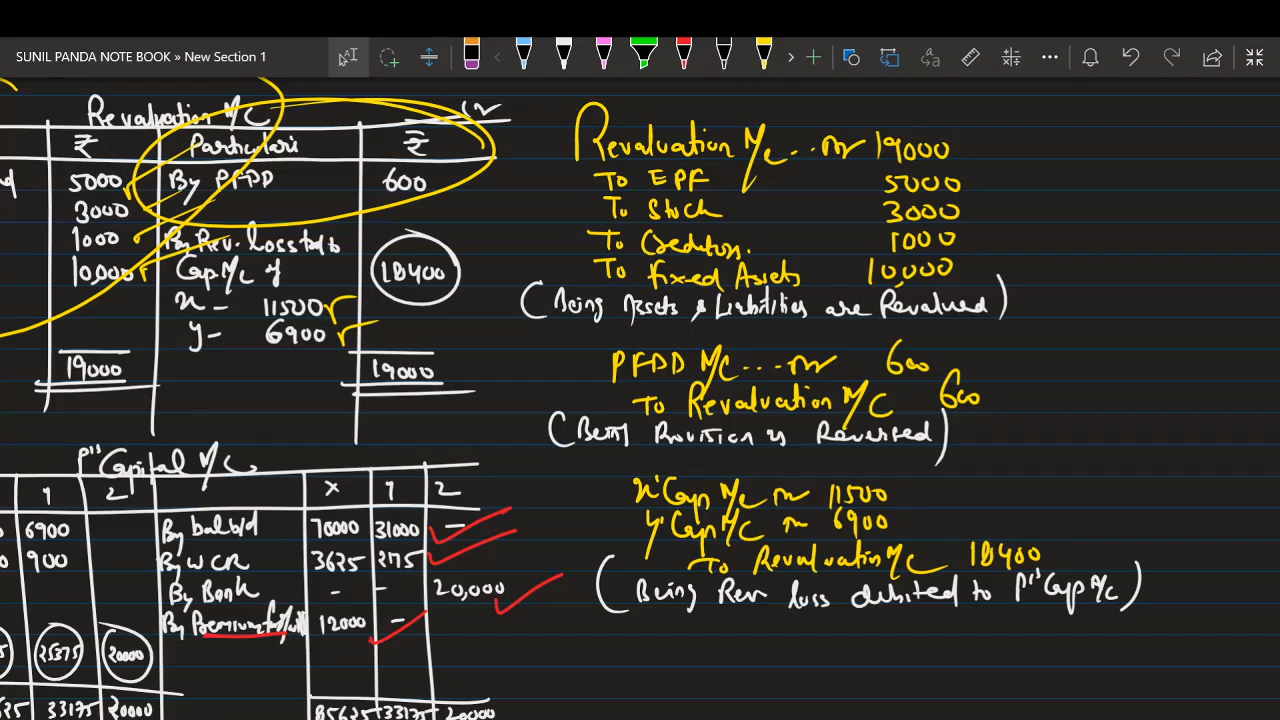 SUNIL PANDA NOTE BOOK » New Section 1
Revaluation A/C Cr
₹ Particulars ₹
5000 By PFDD 600
3000
1000 By Rev. loss tsf to
10,000 Cap. A/C of 18400
x - 11500
y - 6900
19000 19000
Revaluation A/c ... Dr 19000
To EPF 5000
To Stock 3000
To Creditors. 1000
To Fixed Assets 10,000
(Being Assets & Liabilities are Revalued)
PFDD A/C ... Dr 600
To Revaluation A/C 600
(Being Provision is Reversed)
x' Cap A/C Dr 11500
y' Cap A/C Dr 6900
To Revaluation A/C 18400
(Being Rev loss debited to P'' Cap A/C)
P'' Capital A/C
Y Z X Y Z
6900 By bal b/d 70000 31000 -
900 By WCR 3625
By Bank - - 20,000
By Premium 12000 -
25375 20000
33175 20000 85625 33175 20000